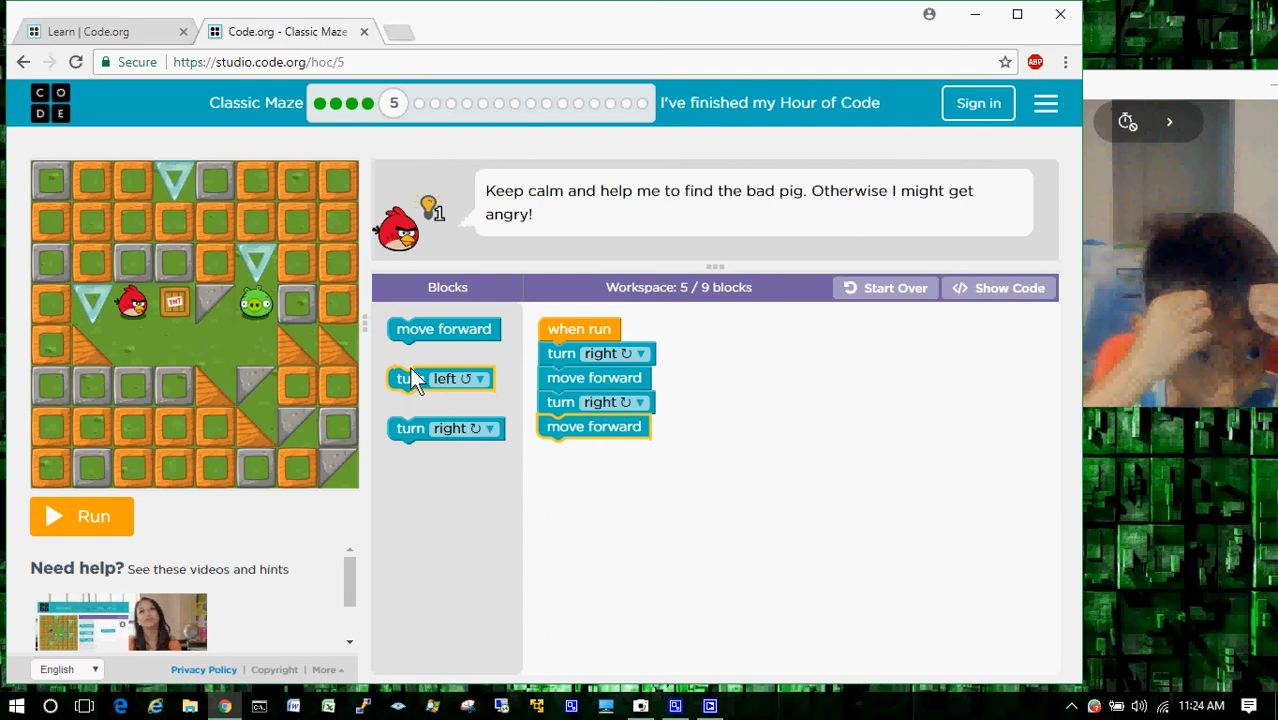 Learn | Code.org
Code.org - Classic Maze
Secure
https://studio.code.org/hoc/5
ABP
C O
D E
Classic Maze
5
I've finished my Hour of Code
Sign in
Keep calm and help me to find the bad pig. Otherwise I might get
angry!
1
Blocks
Workspace: 5 / 9 blocks
Start Over
</> Show Code
TNT
move forward
left
turn right
when run
turn right
move forward
turn right
move forward
Run
Need help? See these videos and hints
English
Privacy Policy
Copyright
More
11:24 AM